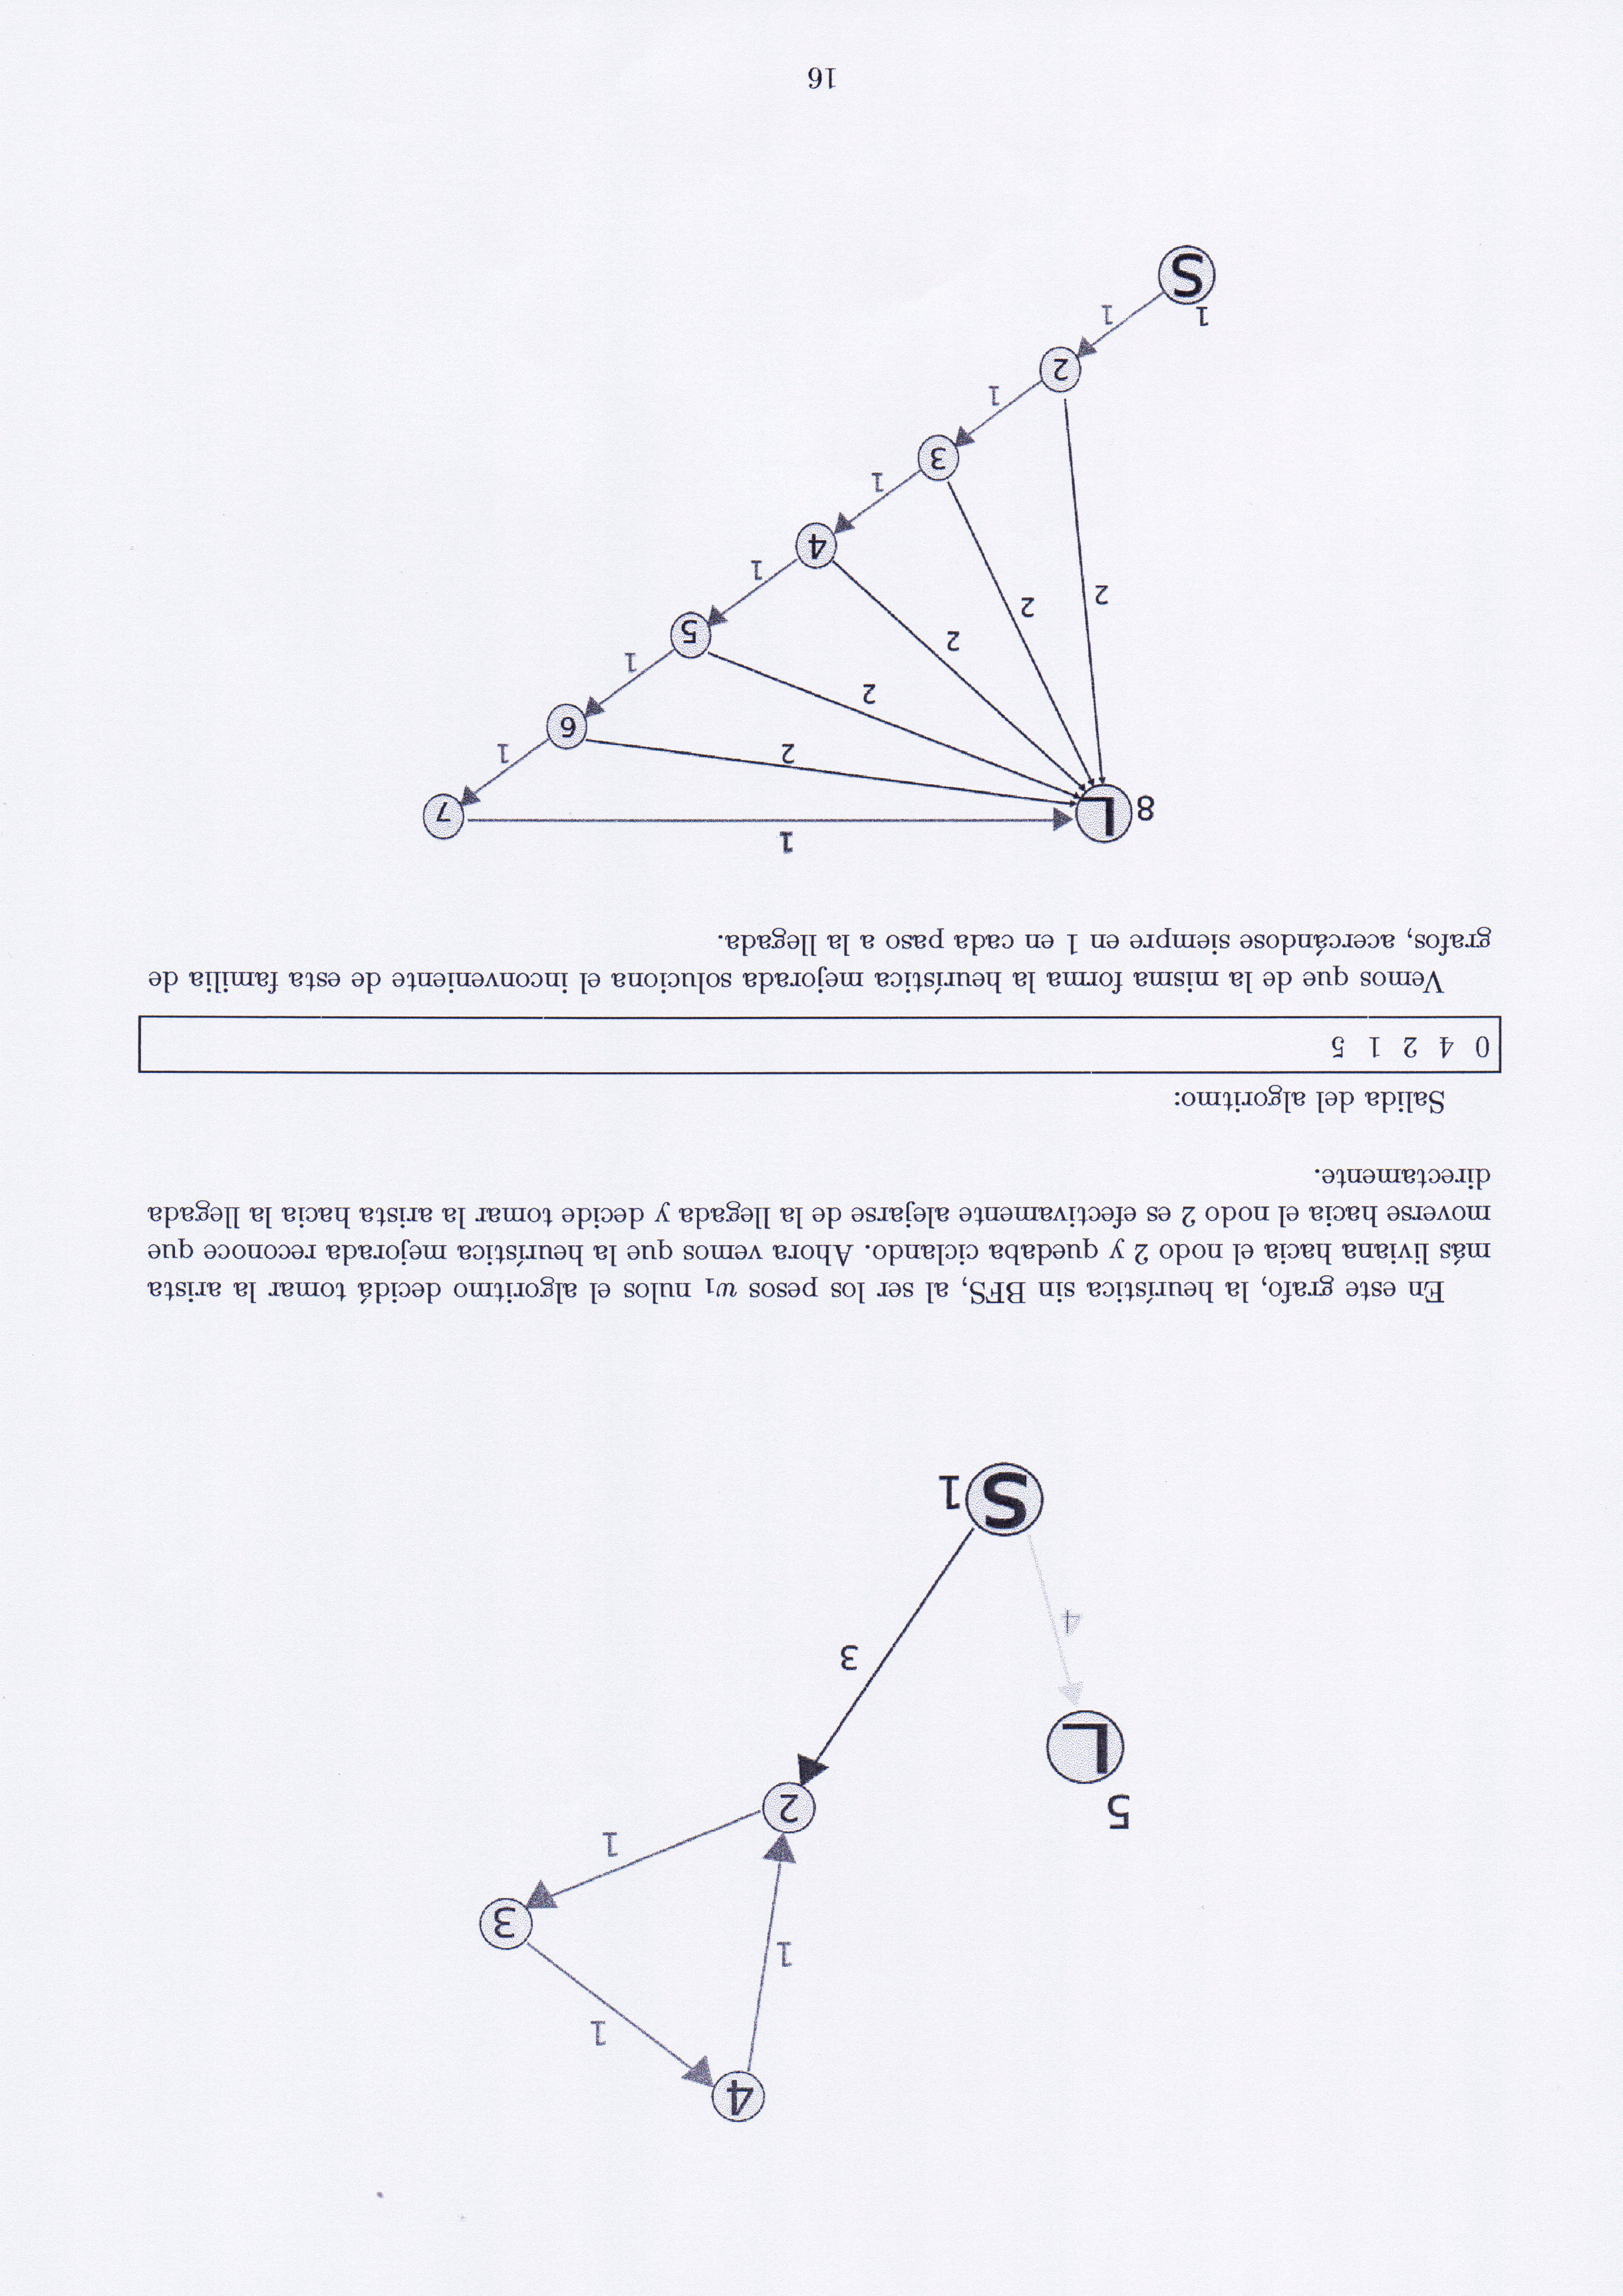 4
1
1
3
1
5
2
L
3
4
S 1
En este grafo, la heurística sin BFS, al ser los pesos w₁ nulos el algoritmo decidá tomar la arista
más liviana hacia el nodo 2 y quedaba ciclando. Ahora vemos que la heurística mejorada reconoce que
moverse hacia el nodo 2 es efectivamente alejarse de la llegada y decide tomar la arista hacia la llegada
directamente.
Salida del algoritmo:
0 4 2 1 5
Vemos que de la misma forma la heurística mejorada soluciona el inconveniente de esta familia de
grafos, acercándose siempre en 1 en cada paso a la llegada.
1
8 L
7
2
1
6
2
1
2
5
2
2
1
4
1
3
1
2
1
1
S
16